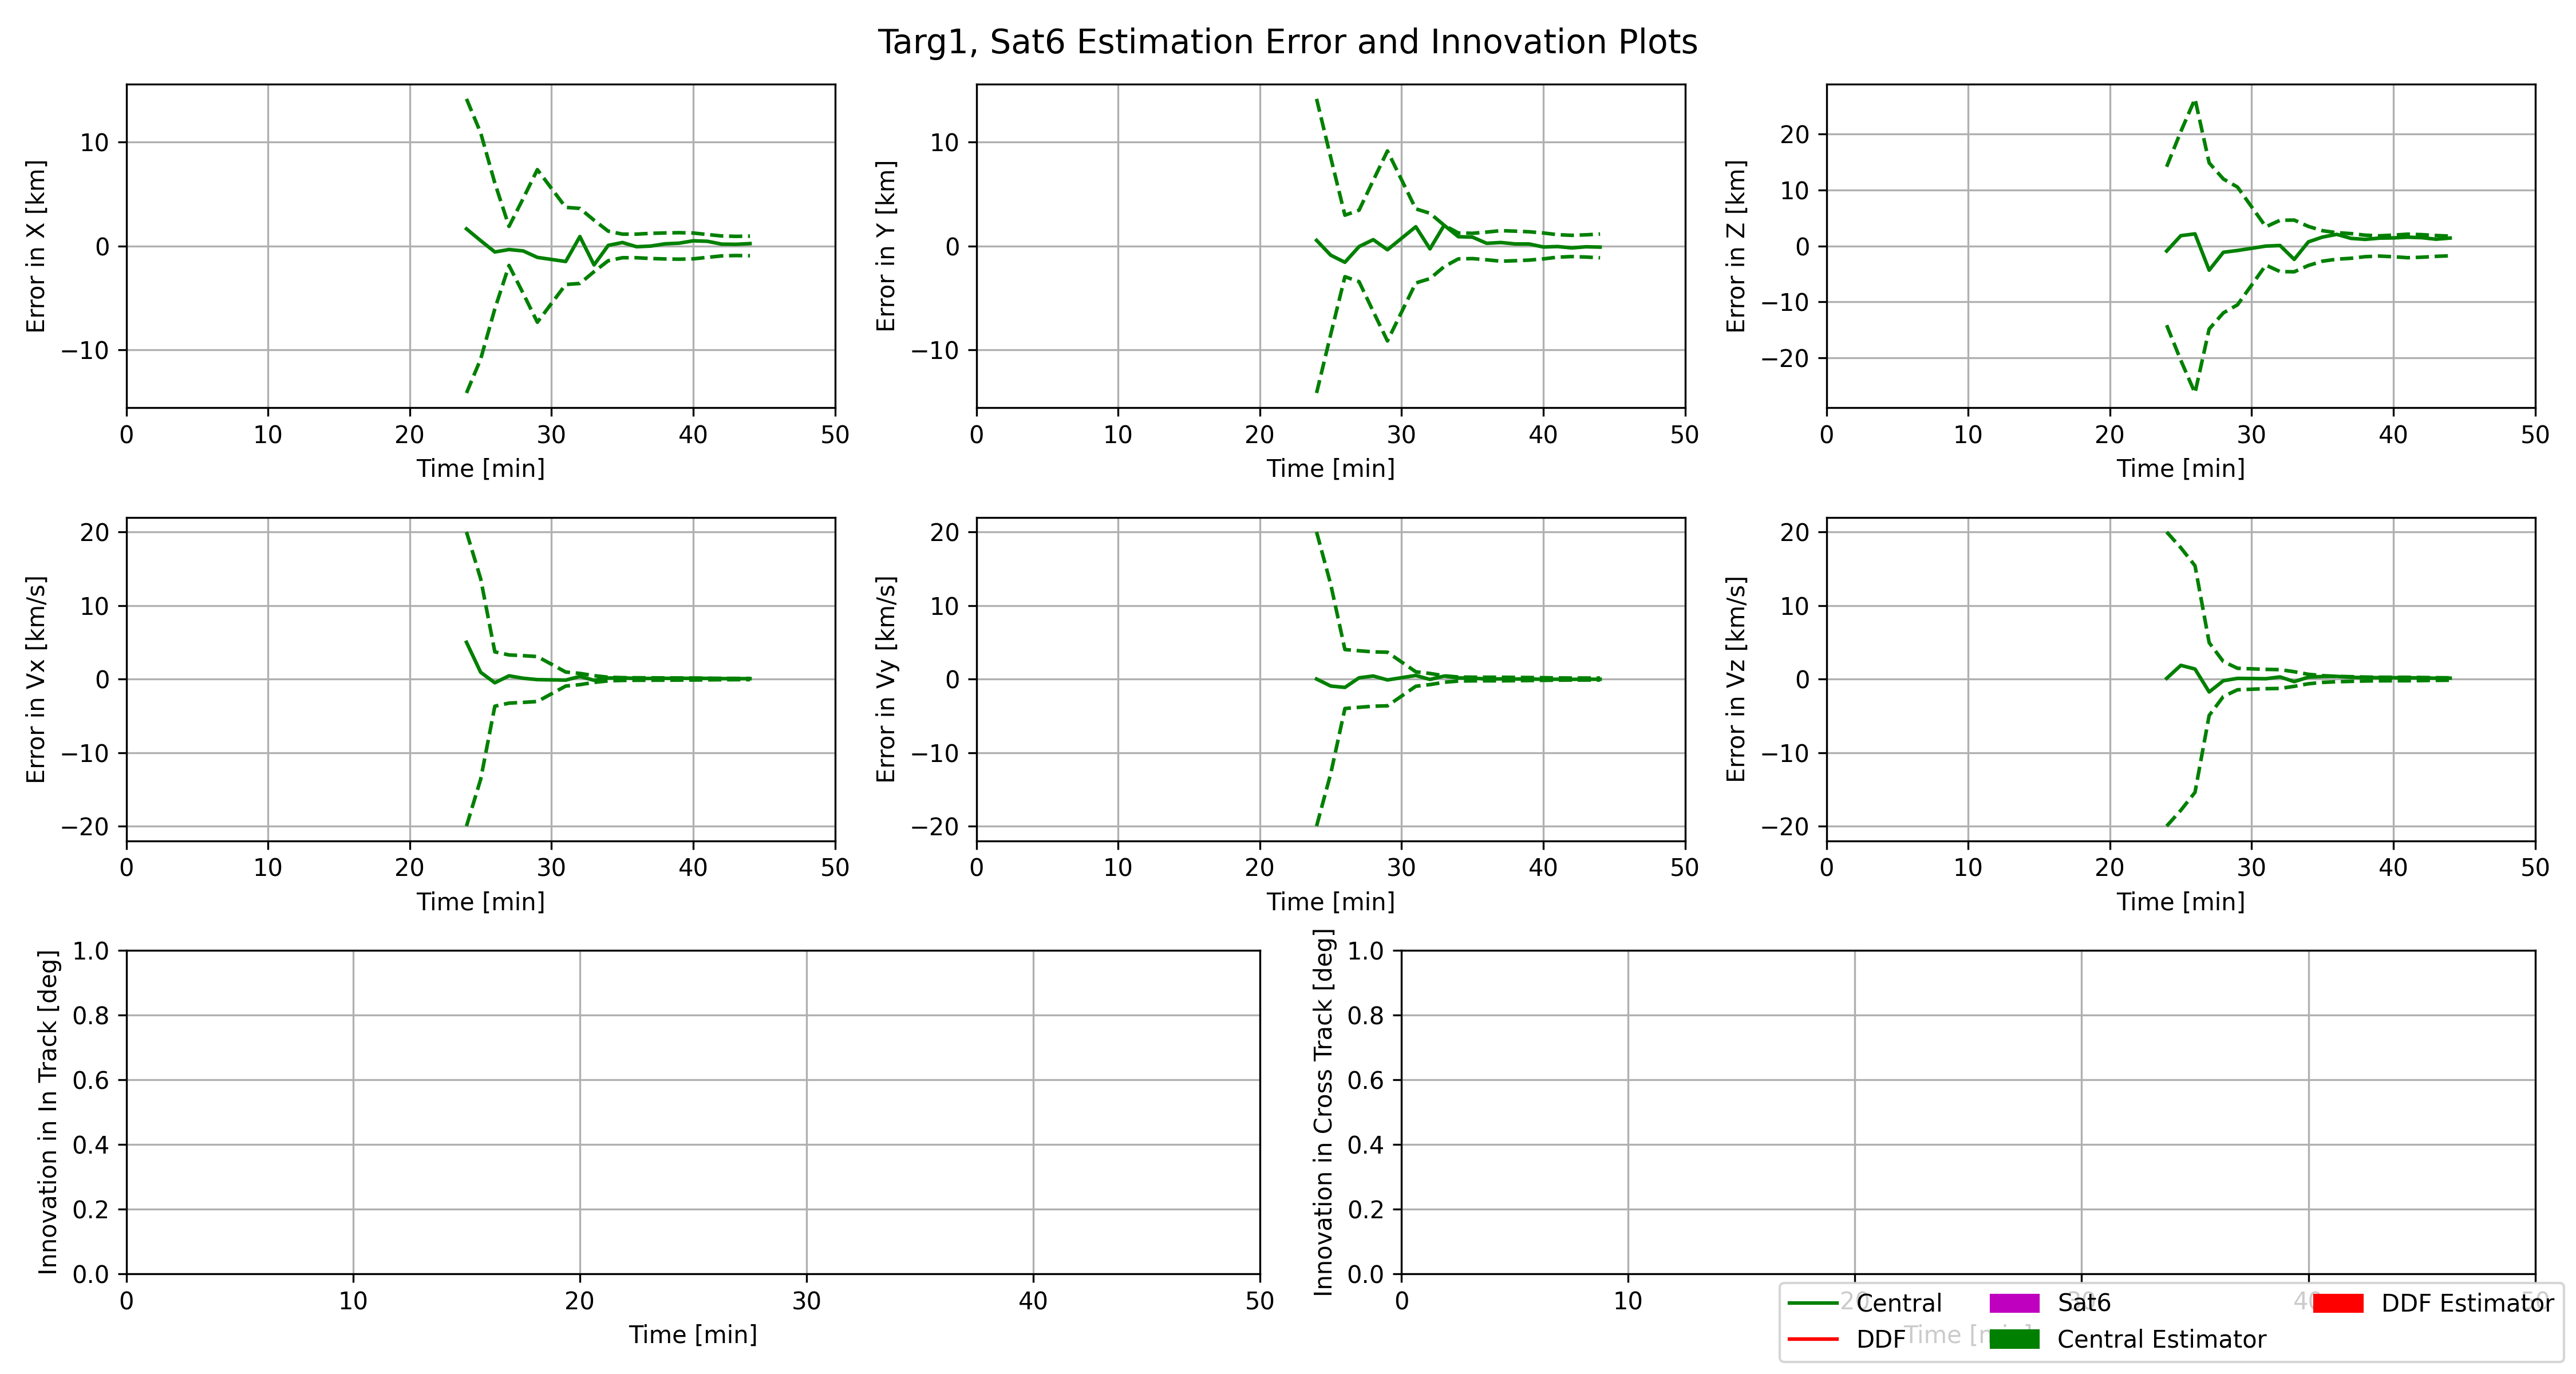 Targ1, Sat6 Estimation Error and Innovation Plots
Error in X [km]
10
0
−10
0 10 20 30 40 50
Time [min]
Error in Y [km]
10
0
−10
0 10 20 30 40 50
Time [min]
Error in Z [km]
20
10
0
−10
−20
0 10 20 30 40 50
Time [min]
Error in Vx [km/s]
20
10
0
−10
−20
0 10 20 30 40 50
Time [min]
Error in Vy [km/s]
20
10
0
−10
−20
0 10 20 30 40 50
Time [min]
Error in Vz [km/s]
20
10
0
−10
−20
0 10 20 30 40 50
Time [min]
Innovation in In Track [deg]
1.0
0.8
0.6
0.4
0.2
0.0
0 10 20 30 40 50
Time [min]
Innovation in Cross Track [deg]
1.0
0.8
0.6
0.4
0.2
0.0
0 10 20 30 40 50
Time [min]
Central
DDF
Sat6
Central Estimator
DDF Estimator